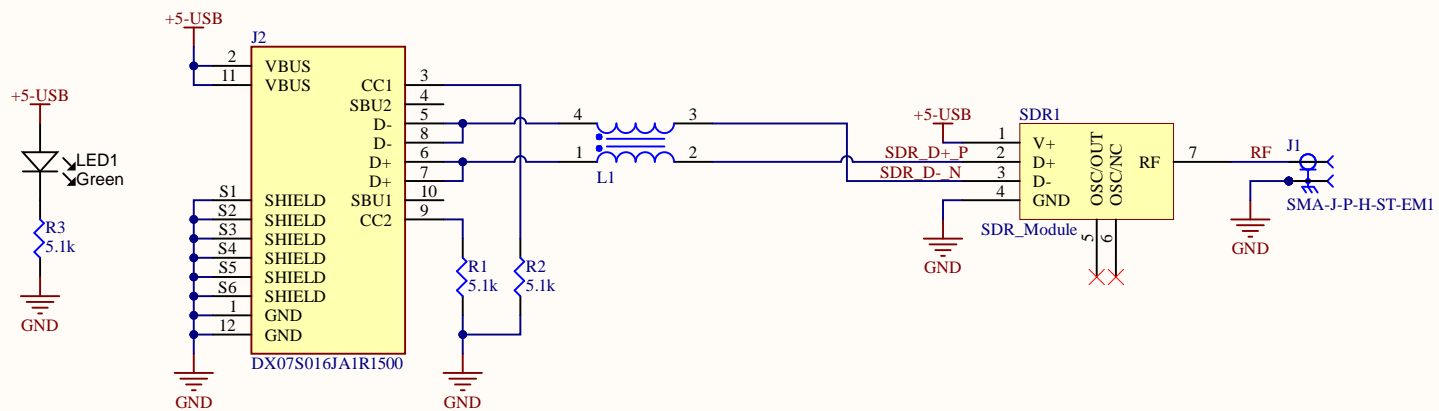 +5-USB
LED1
Green
R3
5.1k
GND
+5-USB
J2
2
VBUS
11
VBUS
S1
SHIELD
S2
SHIELD
S3
SHIELD
S4
SHIELD
S5
SHIELD
S6
SHIELD
1
GND
12
GND
CC1
3
SBU2
4
D-
5
D-
8
D+
6
D+
7
SBU1
10
CC2
9
DX07S016JA1R1500
GND
R1
5.1k
R2
5.1k
GND
4
3
1
2
L1
+5-USB
SDR1
SDR_D+_P
SDR_D-_N
1
V+
2
D+
3
D-
4
GND
OSC/OUT
OSC/NC
5
6
RF
7
SDR_Module
GND
RF
J1
SMA-J-P-H-ST-EM1
GND